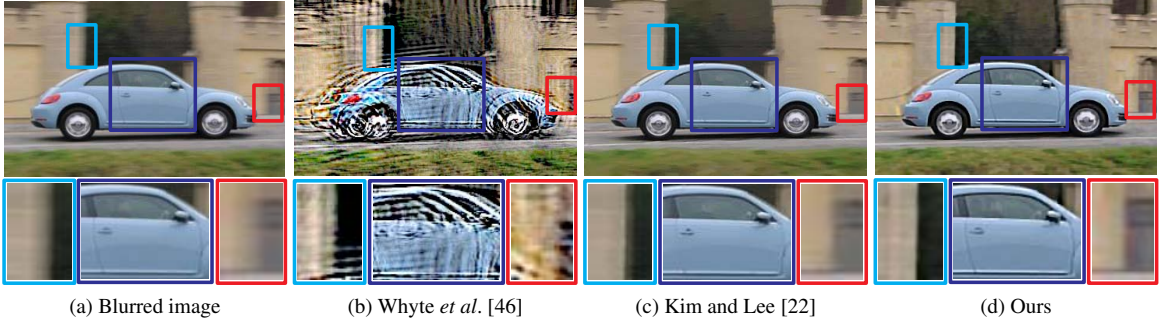 (a) Blurred image
(b) Whyte et al. [46]
(c) Kim and Lee [22]
(d) Ours